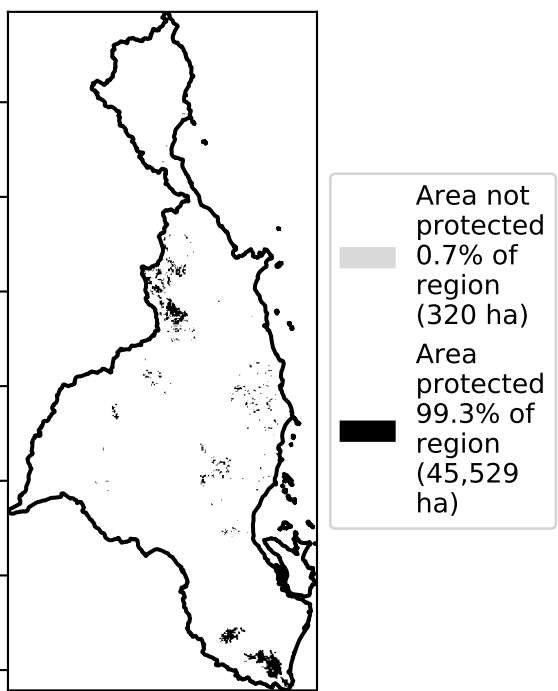 Area not
protected
0.7% of
region
(320 ha)
Area
protected
99.3% of
region
(45,529
ha)